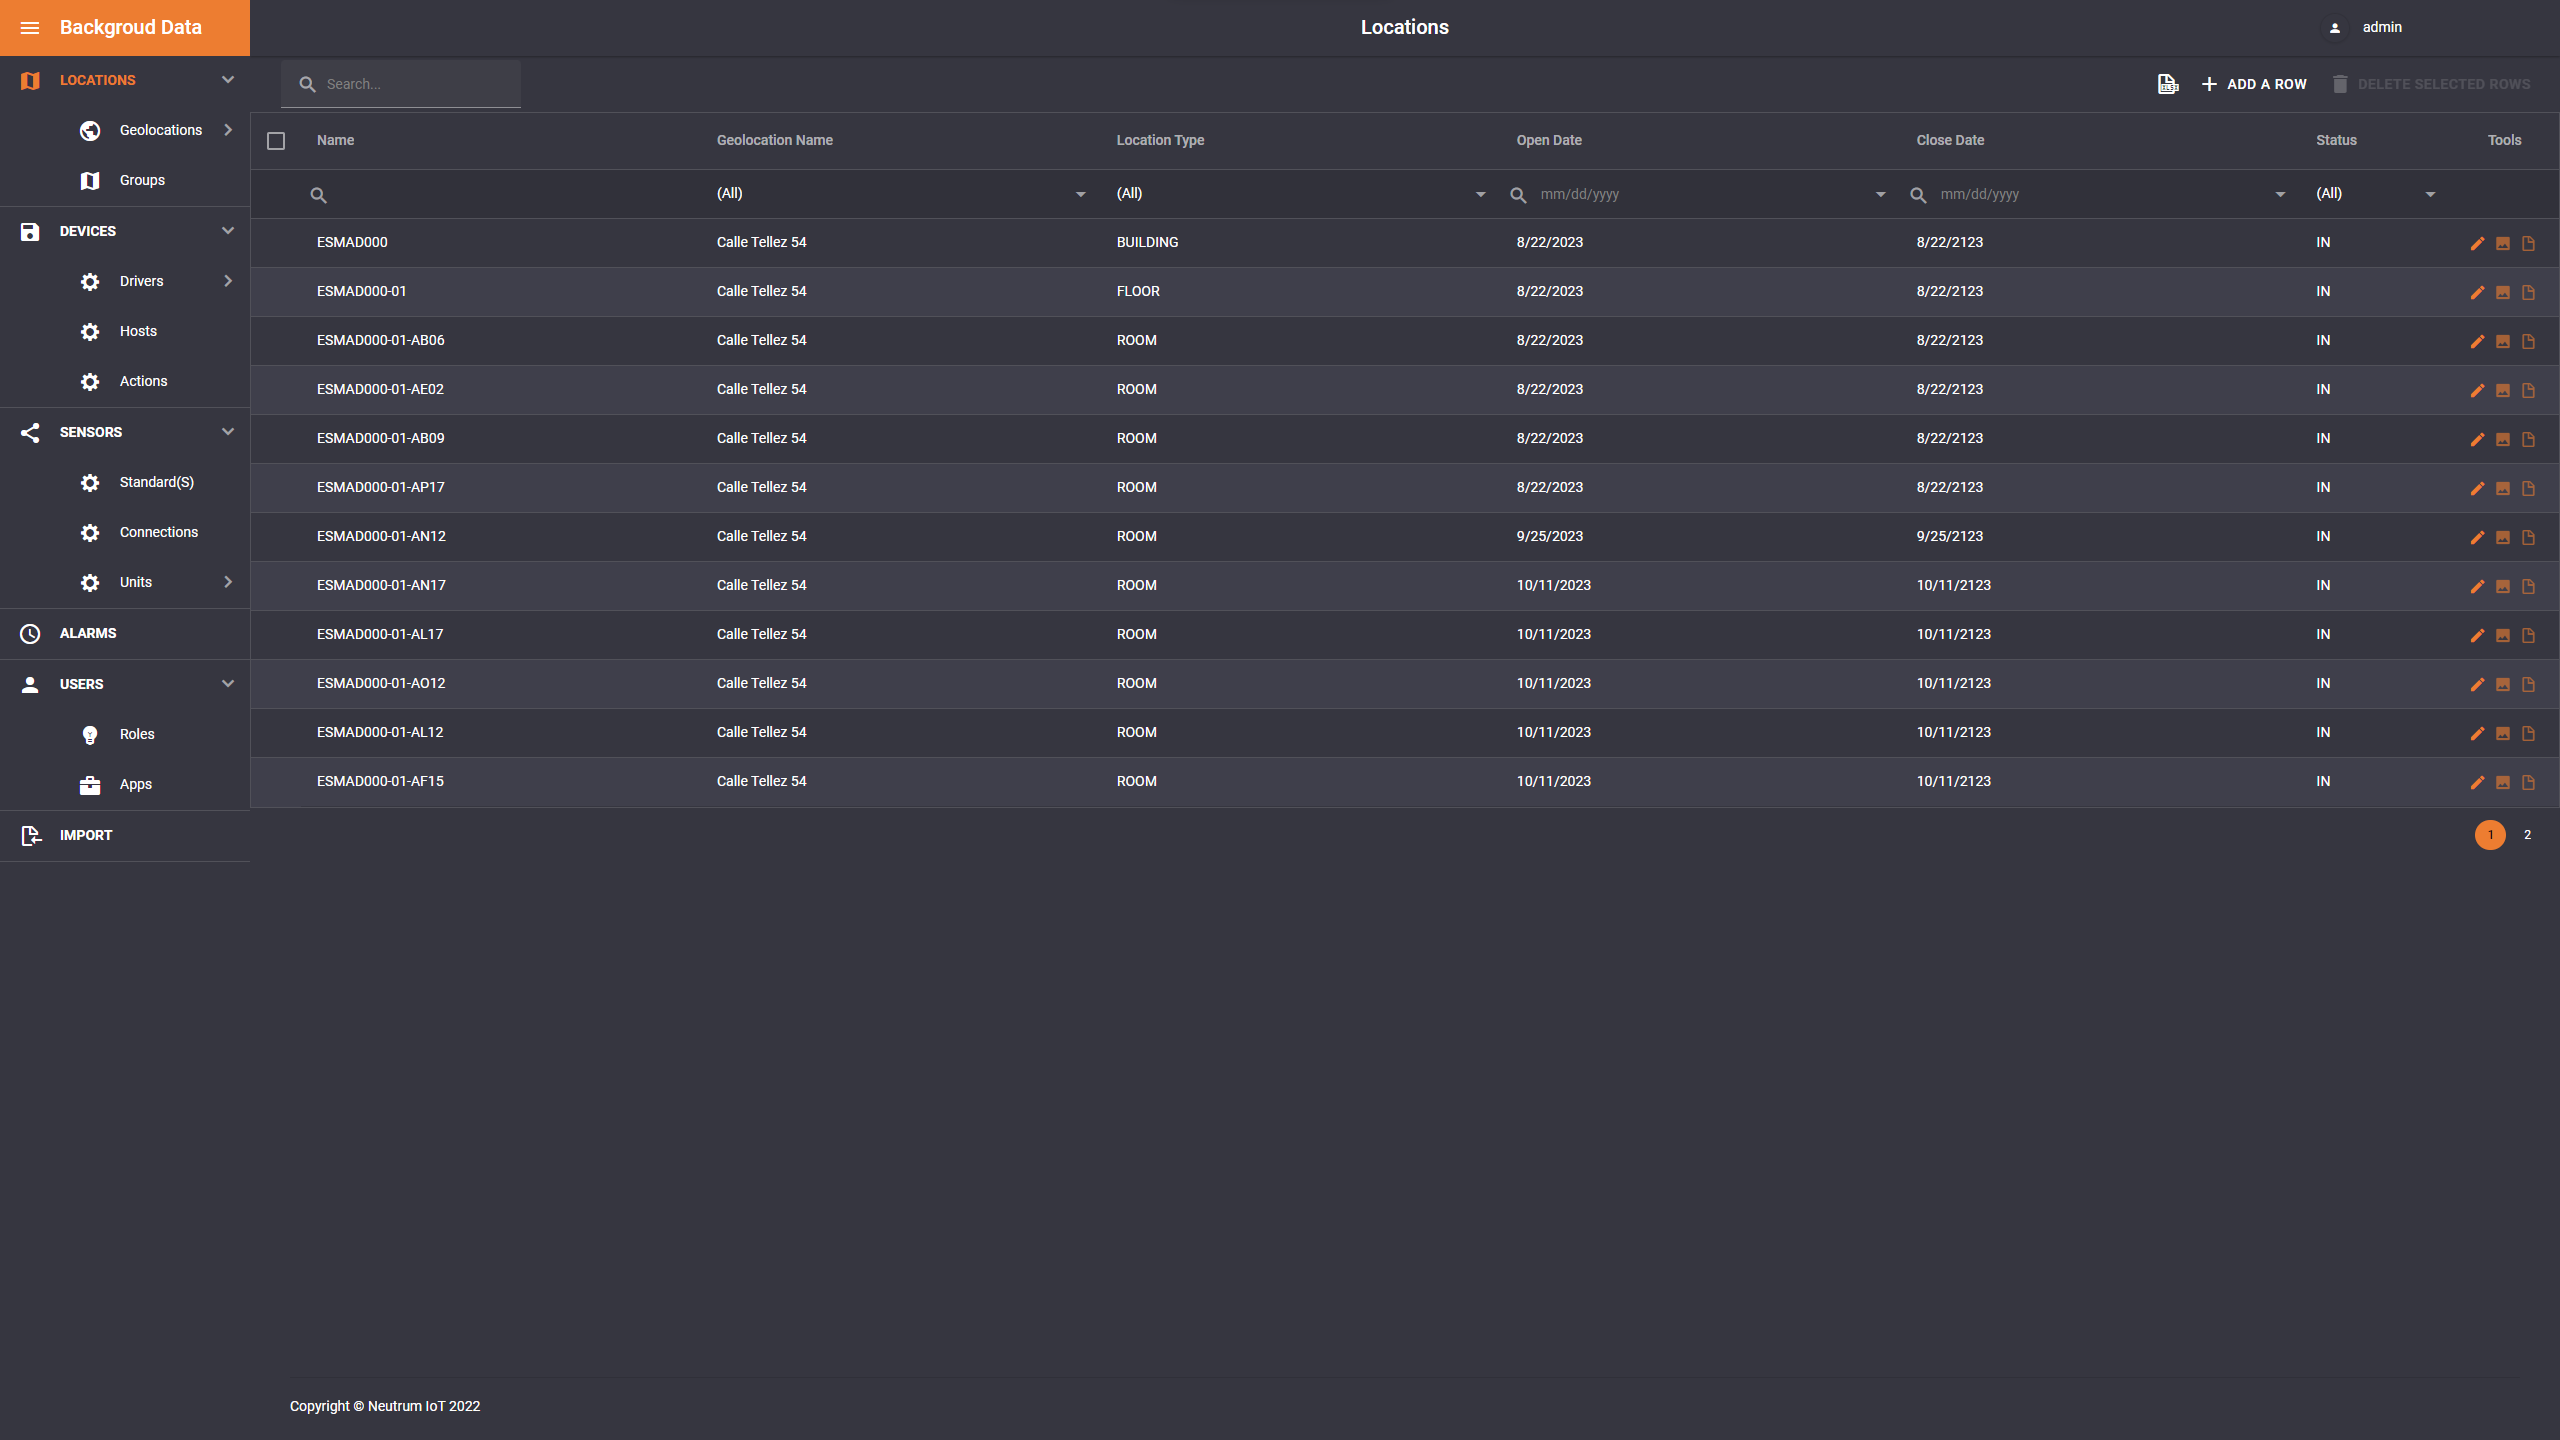 Backgroud Data
Locations
admin
LOCATIONS
Geolocations
Groups
DEVICES
Drivers
Hosts
Actions
SENSORS
Standard(S)
Connections
Units
ALARMS
USERS
Roles
Apps
IMPORT
Search...
ADD A ROW
DELETE SELECTED ROWS
Name Geolocation Name Location Type Open Date Close Date Status Tools
(All) (All) mm/dd/yyyy mm/dd/yyyy (All)
ESMAD000 Calle Tellez 54 BUILDING 8/22/2023 8/22/2123 IN
ESMAD000-01 Calle Tellez 54 FLOOR 8/22/2023 8/22/2123 IN
ESMAD000-01-AB06 Calle Tellez 54 ROOM 8/22/2023 8/22/2123 IN
ESMAD000-01-AE02 Calle Tellez 54 ROOM 8/22/2023 8/22/2123 IN
ESMAD000-01-AB09 Calle Tellez 54 ROOM 8/22/2023 8/22/2123 IN
ESMAD000-01-AP17 Calle Tellez 54 ROOM 8/22/2023 8/22/2123 IN
ESMAD000-01-AN12 Calle Tellez 54 ROOM 9/25/2023 9/25/2123 IN
ESMAD000-01-AN17 Calle Tellez 54 ROOM 10/11/2023 10/11/2123 IN
ESMAD000-01-AL17 Calle Tellez 54 ROOM 10/11/2023 10/11/2123 IN
ESMAD000-01-AO12 Calle Tellez 54 ROOM 10/11/2023 10/11/2123 IN
ESMAD000-01-AL12 Calle Tellez 54 ROOM 10/11/2023 10/11/2123 IN
ESMAD000-01-AF15 Calle Tellez 54 ROOM 10/11/2023 10/11/2123 IN
1 2
Copyright © Neutrum IoT 2022